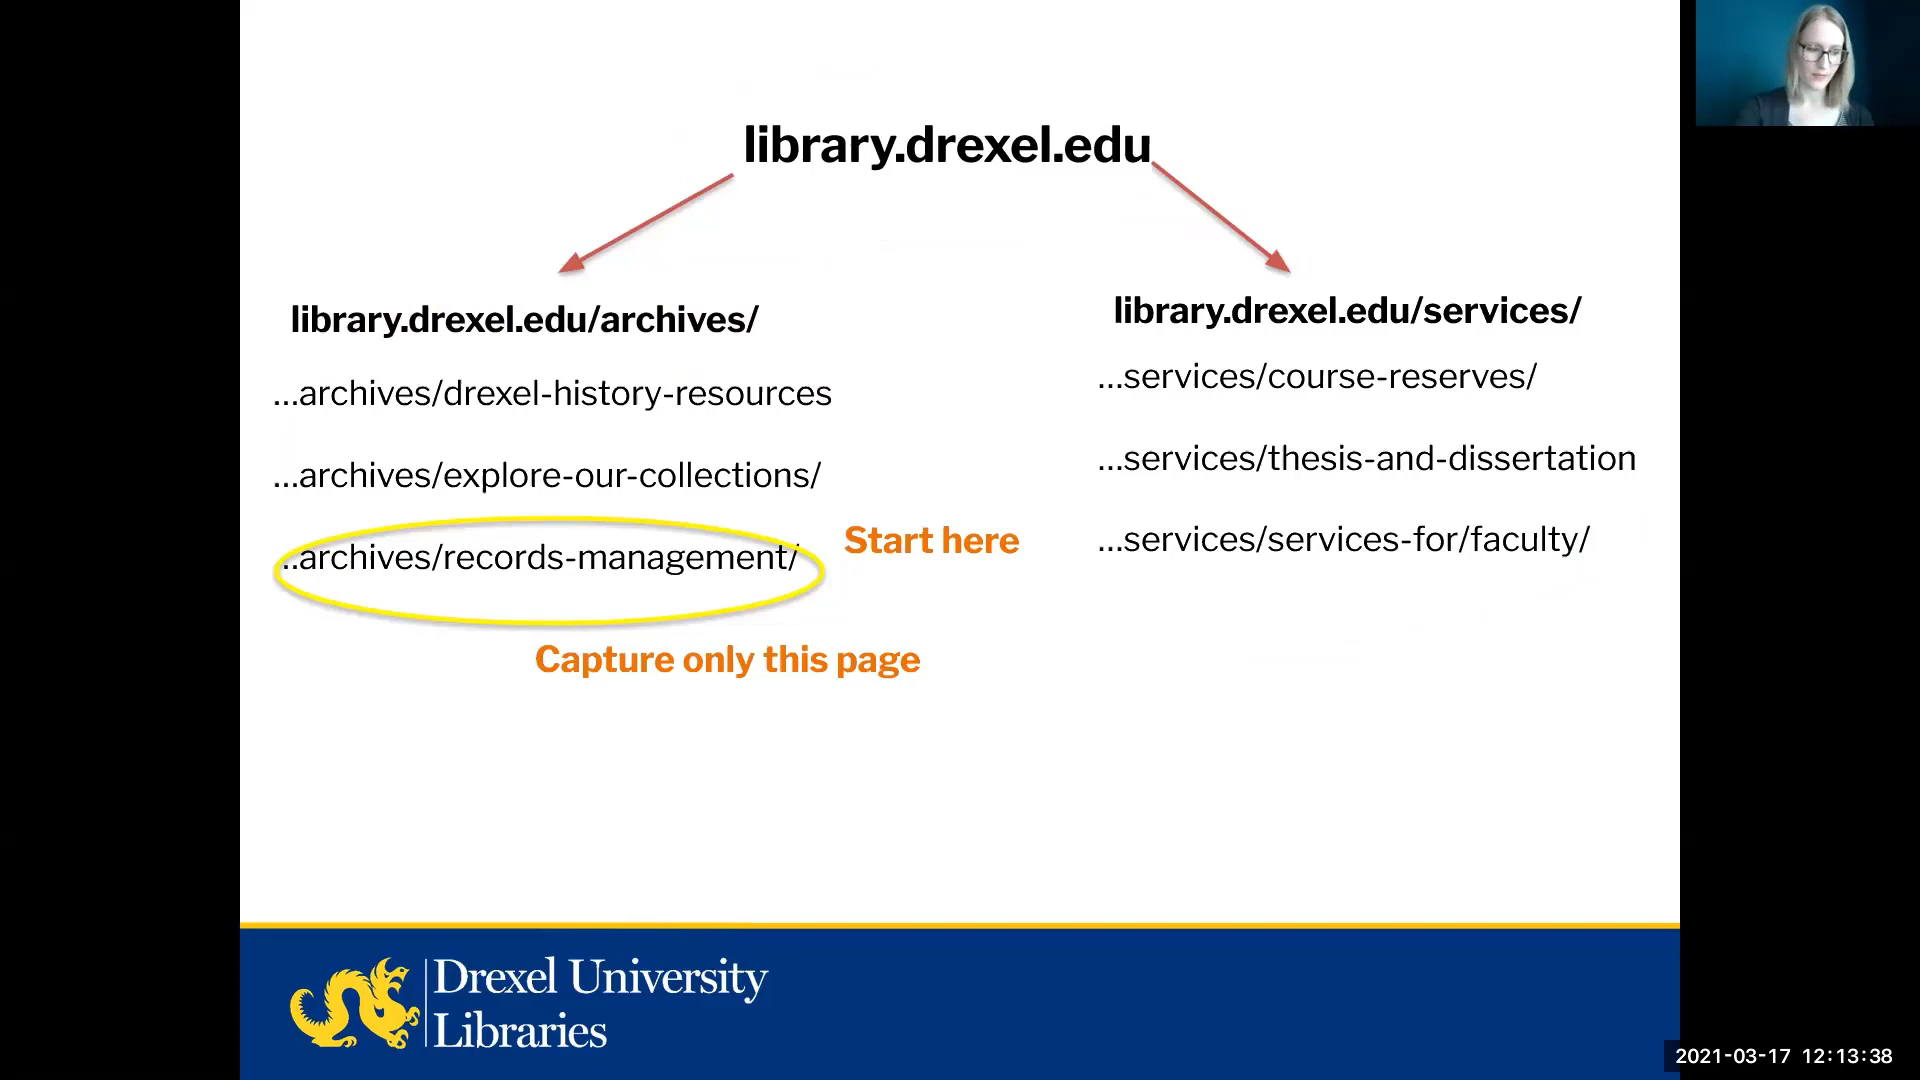 library.drexel.edu
library.drexel.edu/archives/
...archives/drexel-history-resources
...archives/explore-our-collections/
..archives/records-management/
Start here
Capture only this page
library.drexel.edu/services/
...services/course-reserves/
...services/thesis-and-dissertation
...services/services-for/faculty/
Drexel University
Libraries
2021-03-17 12:13:38